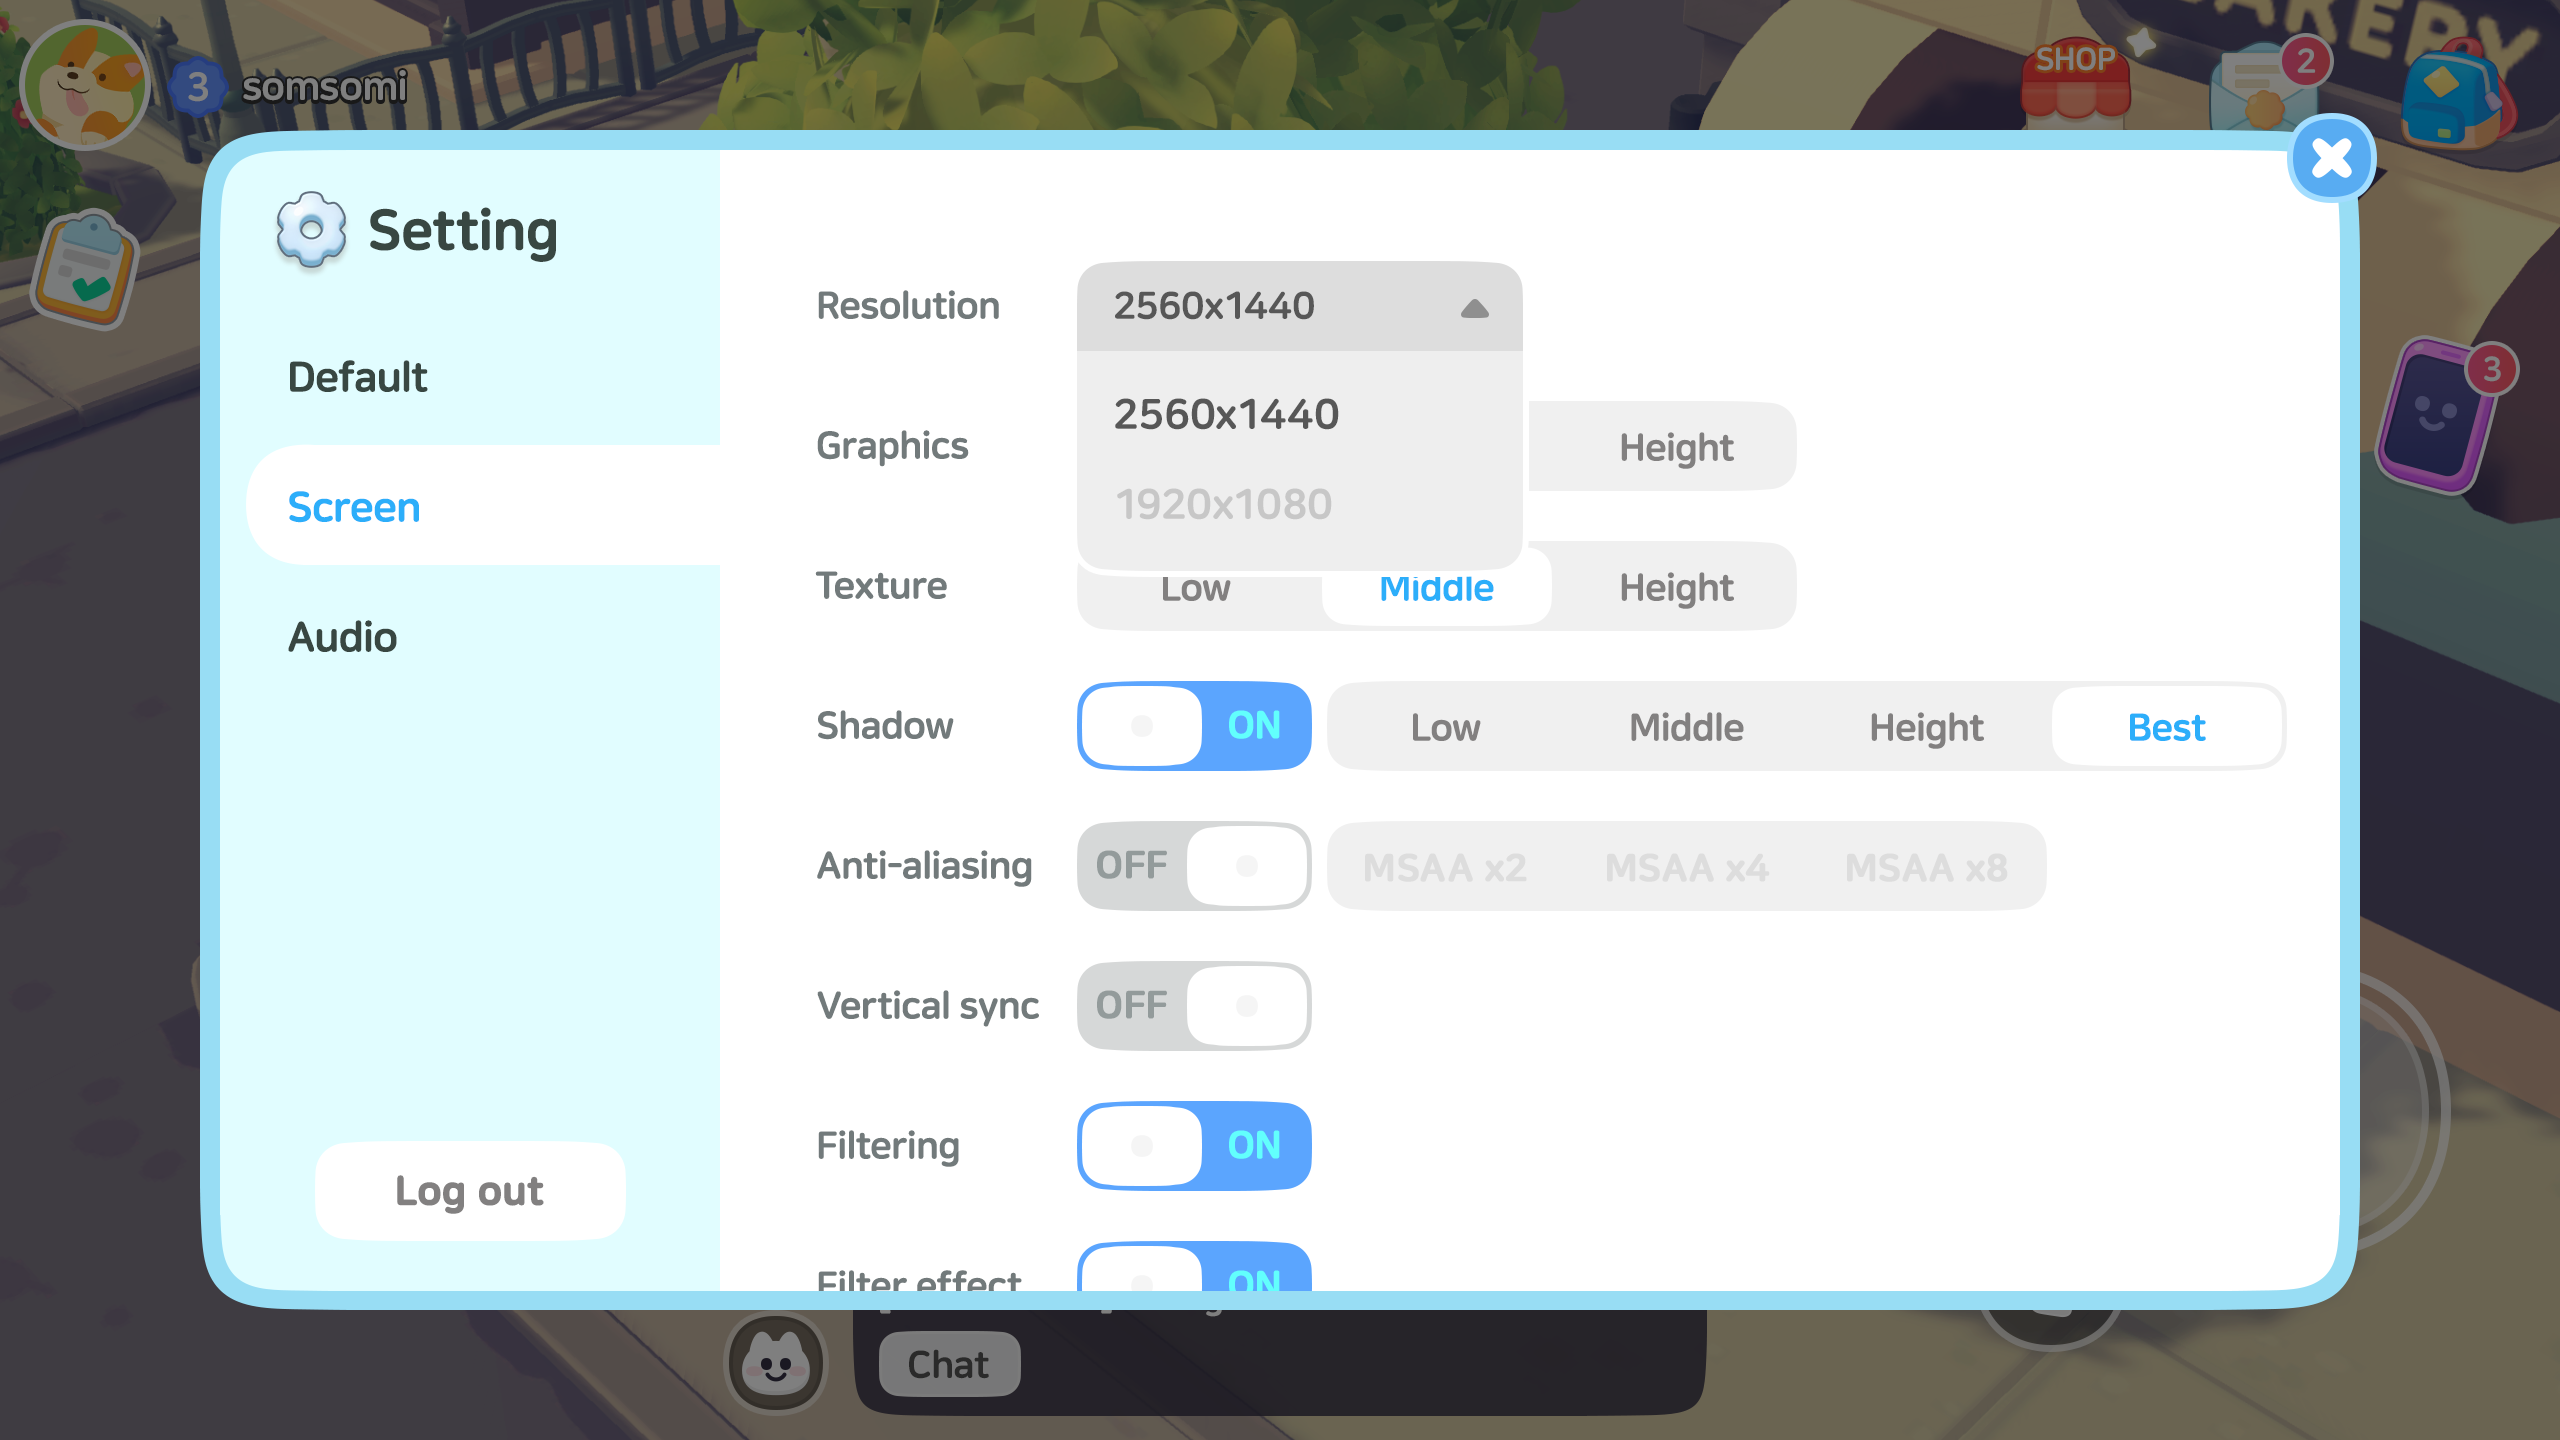 BAKERY
3
somsomi
SHOP
2
Setting
Default
Screen
Audio
Log out
3
Resolution
2560x1440
2560x1440
1920x1080
Graphics
Height
Texture
Low
Middle
Height
Shadow
ON
Low
Middle
Height
Best
Anti-aliasing
OFF
MSAA x2
MSAA x4
MSAA x8
Vertical sync
OFF
Filtering
ON
Filter effect
ON
Chat